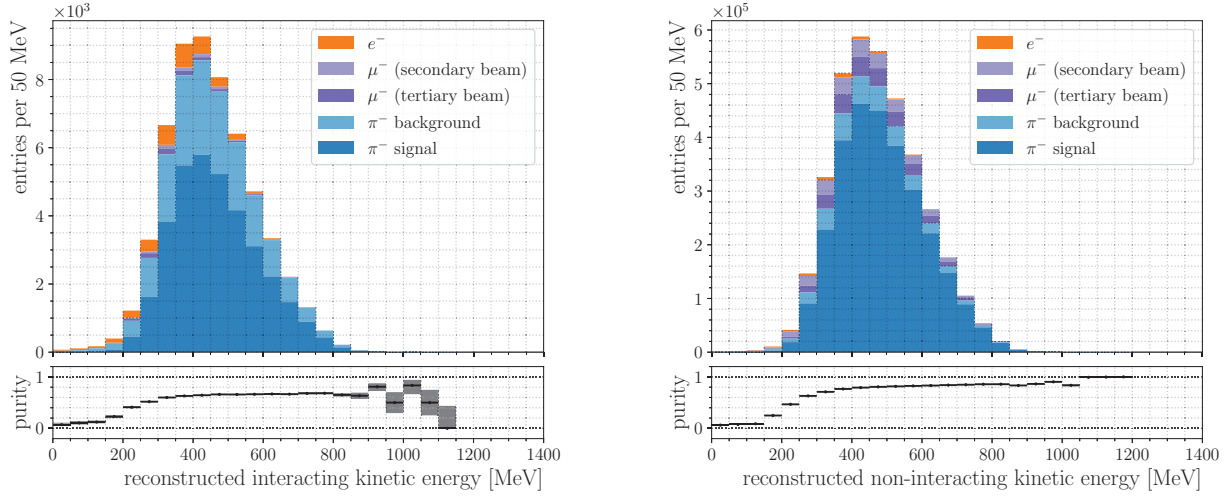 ×10³
entries per 50 MeV
8
6
4
2
0
e⁻
μ⁻ (secondary beam)
μ⁻ (tertiary beam)
π⁻ background
π⁻ signal
purity
1
0
0 200 400 600 800 1000 1200 1400
reconstructed interacting kinetic energy [MeV]
×10⁵
entries per 50 MeV
6
5
4
3
2
1
0
e⁻
μ⁻ (secondary beam)
μ⁻ (tertiary beam)
π⁻ background
π⁻ signal
purity
1
0
0 200 400 600 800 1000 1200 1400
reconstructed non-interacting kinetic energy [MeV]